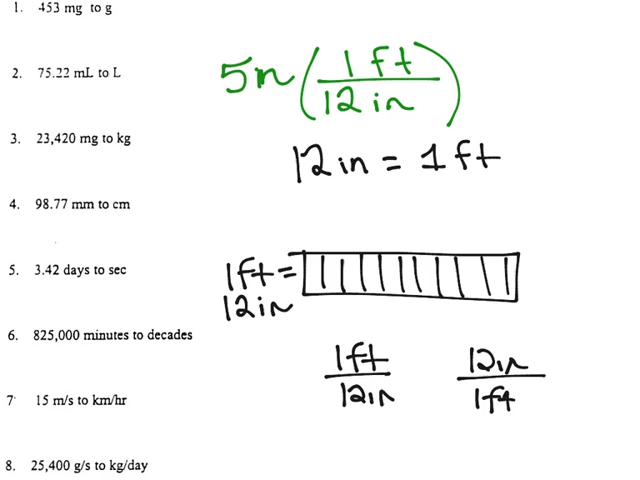 1. 453 mg to g
2. 75.22 mL to L
3. 23,420 mg to kg
4. 98.77 mm to cm
5. 3.42 days to sec
6. 825,000 minutes to decades
7 15 m/s to km/hr
8. 25,400 g/s to kg/day
5in (1 ft / 12 in)
12 in = 1 ft
1ft =
12in
1ft 12in
12in 1ft